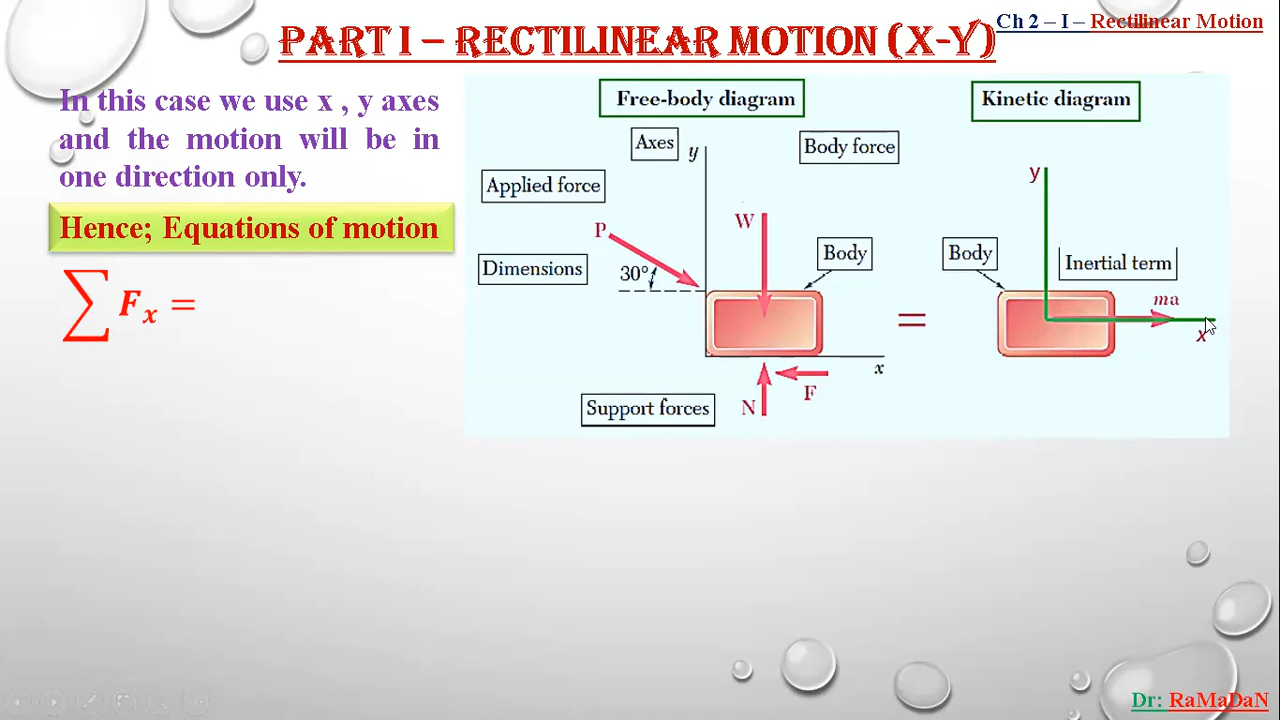 PART I – RECTILINEAR MOTION (X-Y)
Ch 2 – I – Rectilinear Motion
In this case we use x , y axes
and the motion will be in
one direction only.
Hence; Equations of motion
∑ Fₓ =
Free-body diagram
Kinetic diagram
Axes
y
Body force
Applied force
y
P
W
Dimensions
30°
Body
Body
Inertial term
ma
=
x
x
F
Support forces
N
Dr: RaMaDaN